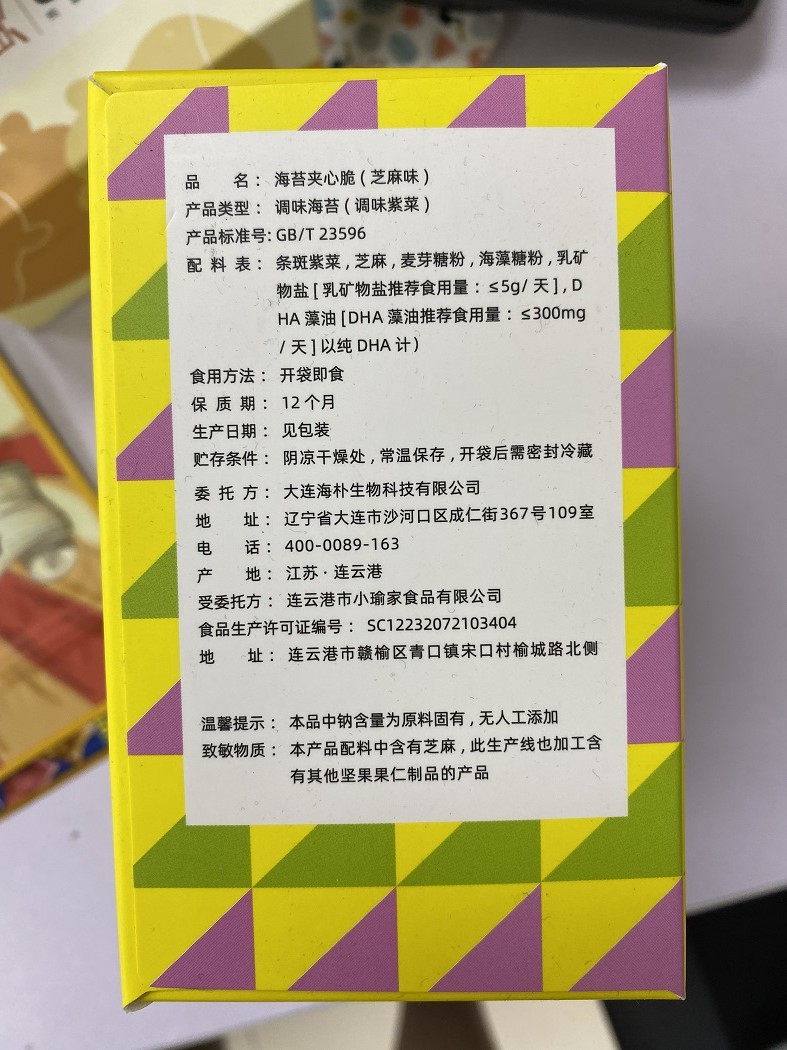 品名：海苔夹心脆(芝麻味)
产品类型：调味海苔(调味紫菜)
产品标准号:GB/T 23596
配料表：条斑紫菜,芝麻,麦芽糖粉,海藻糖粉,乳矿
物盐[乳矿物盐推荐食用量：≤5g/天],D
HA藻油[DHA藻油推荐食用量：≤300mg
/天]以纯DHA计)
食用方法：开袋即食
保质期：12个月
生产日期：见包装
贮存条件：阴凉干燥处,常温保存,开袋后需密封冷藏
委托方：大连海朴生物科技有限公司
地址：辽宁省大连市沙河口区成仁街367号109室
电话：400-0089-163
产地：江苏·连云港
受委托方：连云港市小瑜家食品有限公司
食品生产许可证编号：SC12232072103404
地址：连云港市赣榆区青口镇宋口村榆城路北侧
温馨提示：本品中钠含量为原料固有,无人工添加
致敏物质：本产品配料中含有芝麻,此生产线也加工含
有其他坚果果仁制品的产品